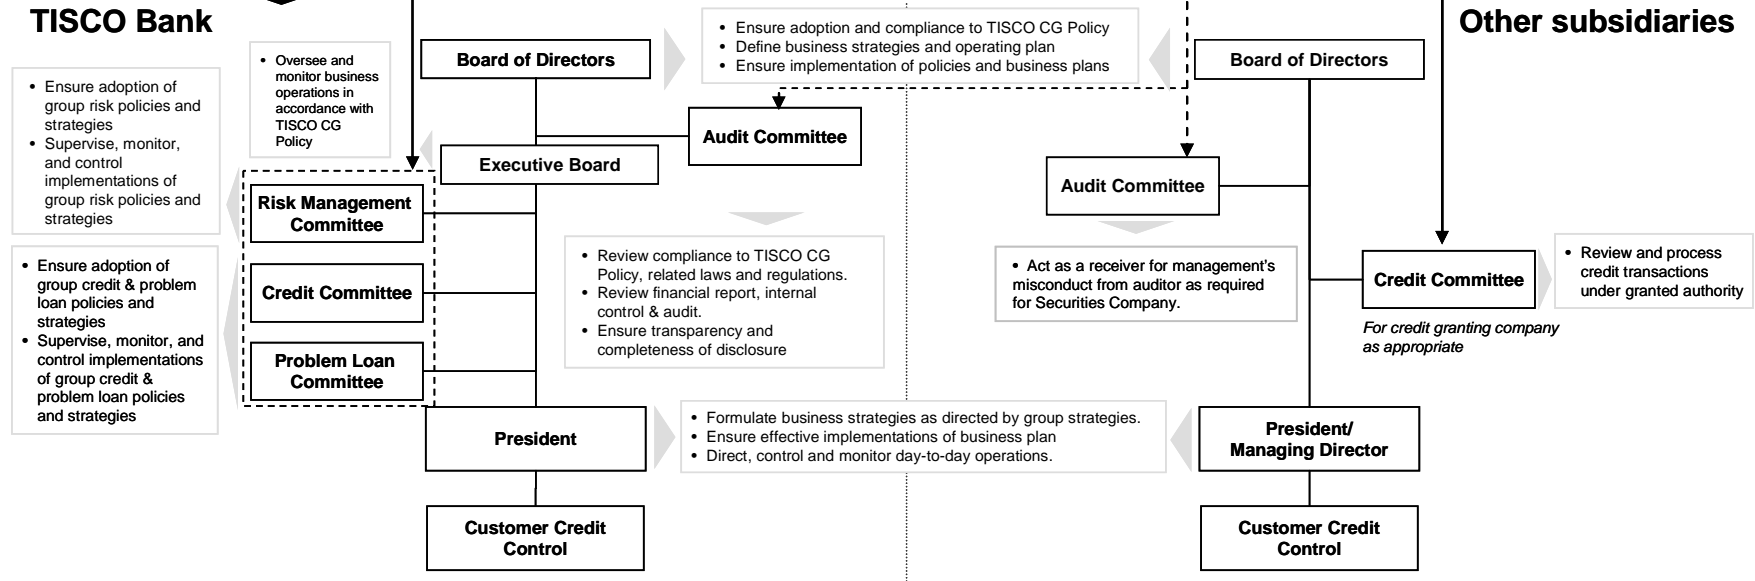 TISCO Bank
Other subsidiaries
• Ensure adoption and compliance to TISCO CG Policy
• Define business strategies and operating plan
• Ensure implementation of policies and business plans
Board of Directors
Board of Directors
• Oversee and
monitor business
operations in
accordance with
TISCO CG
Policy
• Ensure adoption of
group risk policies and
strategies
• Supervise, monitor,
and control
implementations of
group risk policies and
strategies
Audit Committee
Executive Board
Audit Committee
Risk Management
Committee
• Review compliance to TISCO CG
Policy, related laws and regulations.
• Review financial report, internal
control & audit.
• Ensure transparency and
completeness of disclosure
• Act as a receiver for management's
misconduct from auditor as required
for Securities Company.
Credit Committee
• Review and process
credit transactions
under granted authority
For credit granting company
as appropriate
• Ensure adoption of
group credit & problem
loan policies and
strategies
• Supervise, monitor, and
control implementations
of group credit &
problem loan policies
and strategies
Credit Committee
Problem Loan
Committee
President
• Formulate business strategies as directed by group strategies.
• Ensure effective implementations of business plan
• Direct, control and monitor day-to-day operations.
President/
Managing Director
Customer Credit
Control
Customer Credit
Control